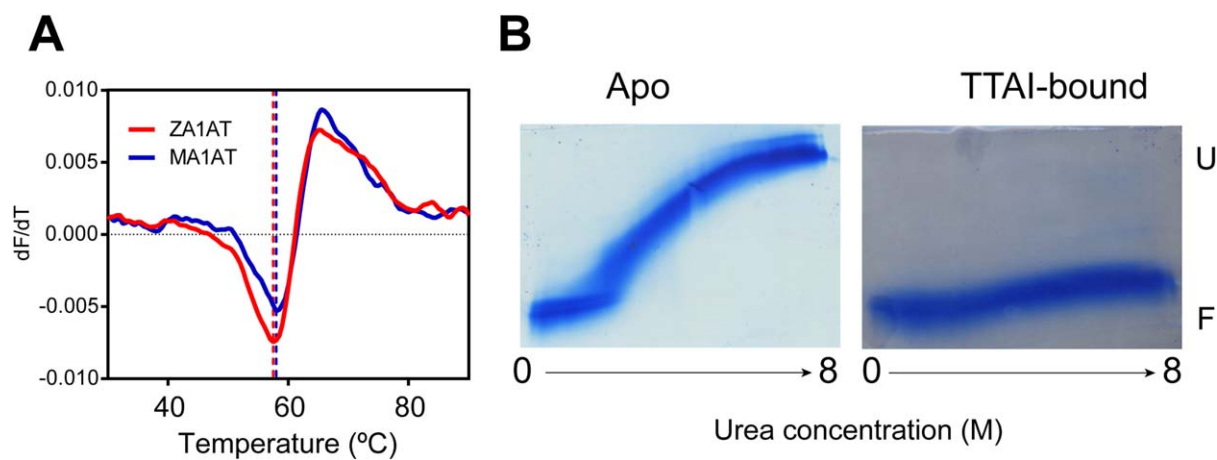 A
B
Apo
TTAI-bound
0.010
0.005
0.000
-0.005
-0.010
dF/dT
ZA1AT
MA1AT
40
60
80
Temperature (ºC)
U
F
0
8
0
8
Urea concentration (M)